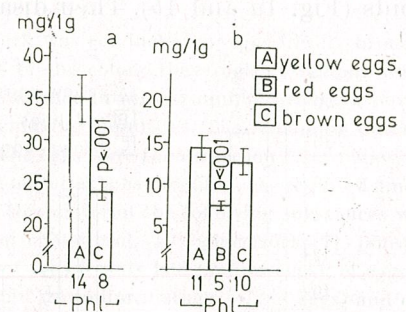 mg/1g
a
40
35
30
25
20
0
p<001
A C
14 8
Phl
mg/1g
b
20
15
10
5
p<001
A B C
11 5 10
Phl
A yellow eggs,
B red eggs
C brown eggs